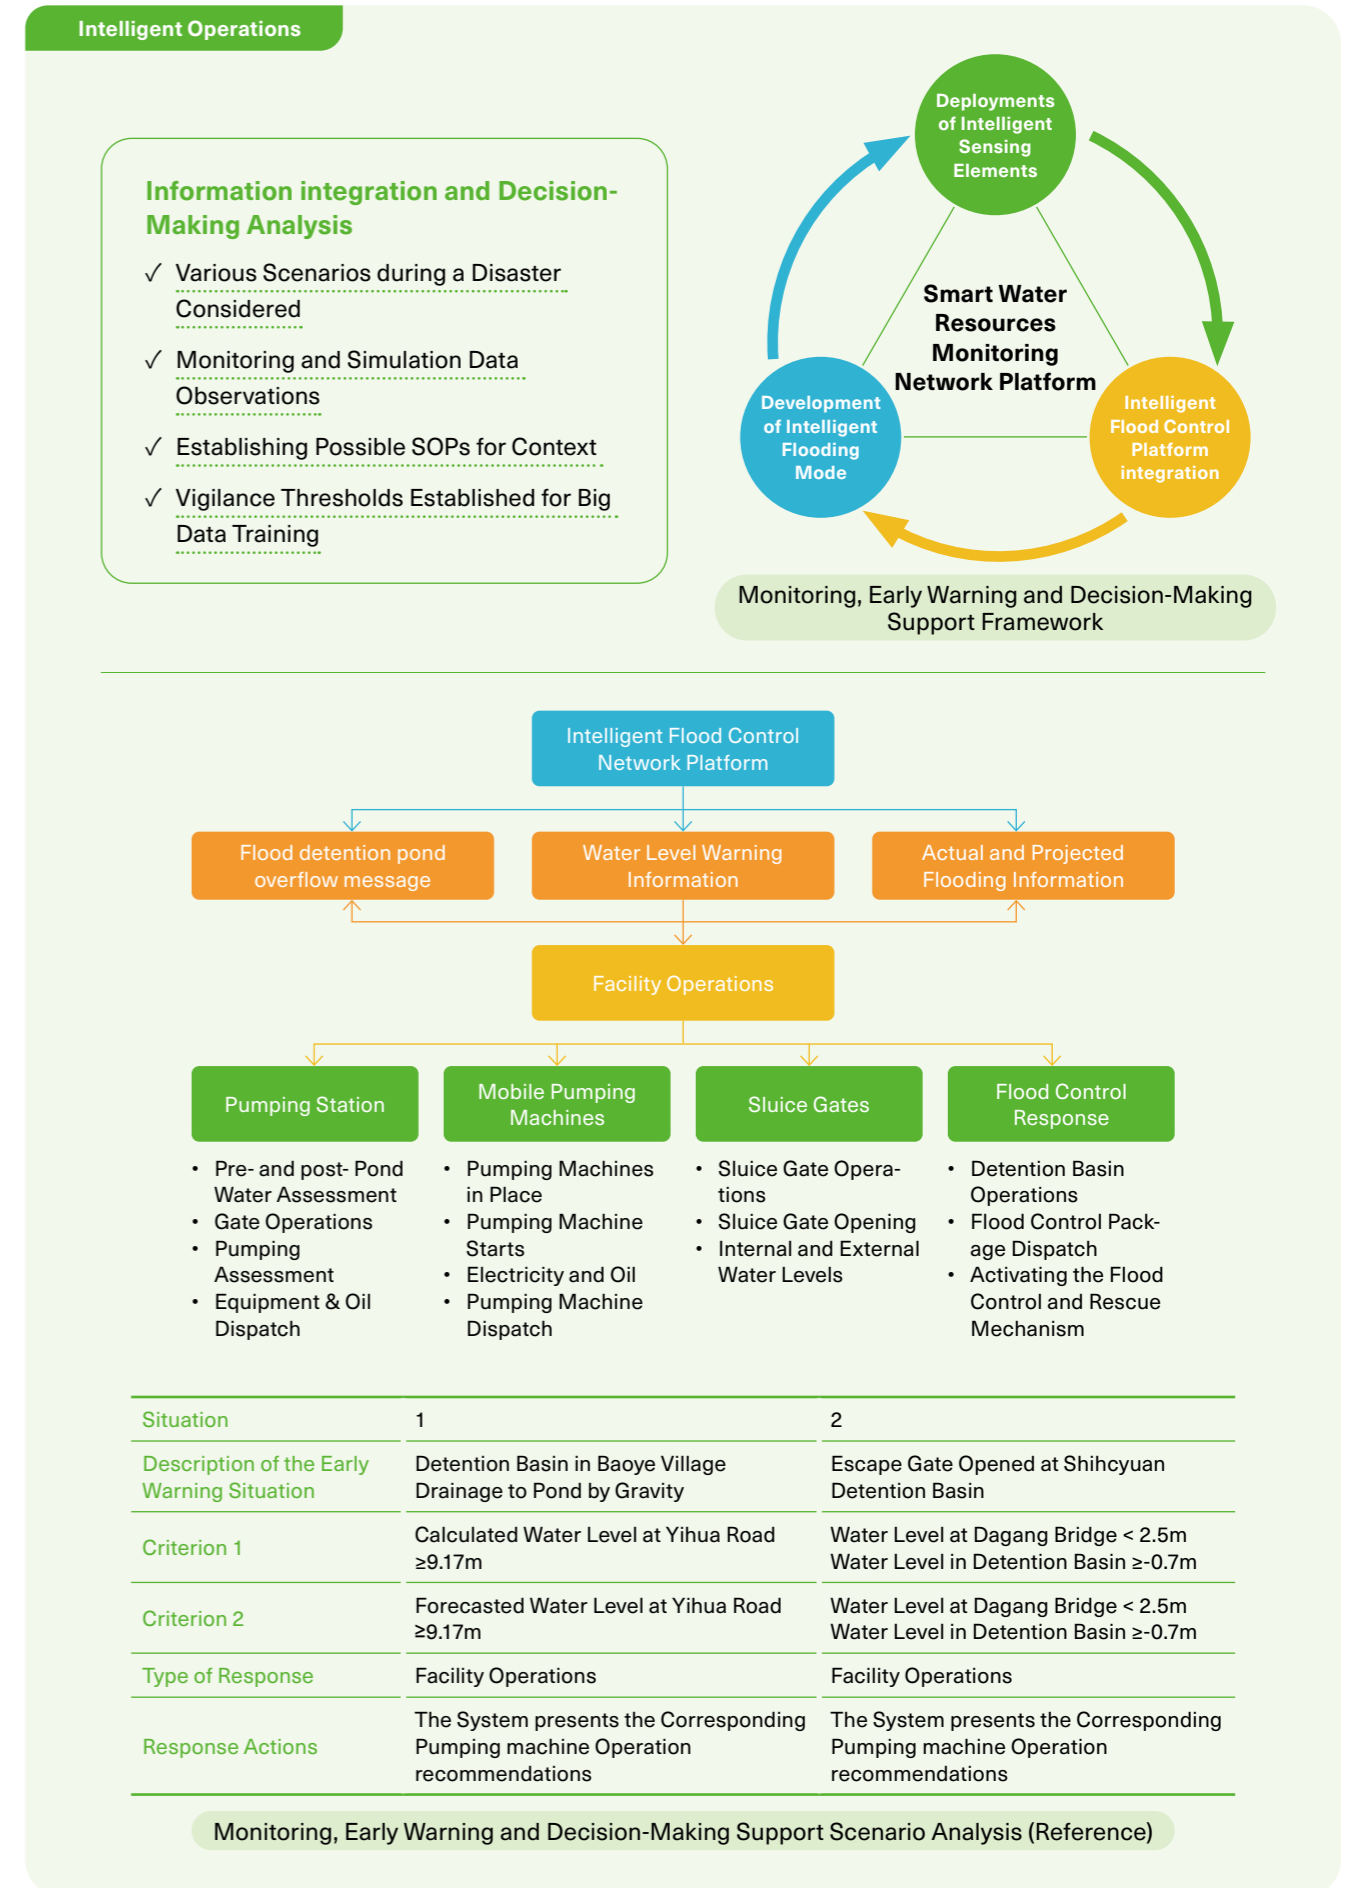 Intelligent Operations
Information integration and Decision-
Making Analysis
✓ Various Scenarios during a Disaster
Considered
✓ Monitoring and Simulation Data
Observations
✓ Establishing Possible SOPs for Context
✓ Vigilance Thresholds Established for Big
Data Training
Deployments
of Intelligent
Sensing
Elements
Smart Water
Resources
Monitoring
Network Platform
Development
of Intelligent
Flooding
Mode
Intelligent
Flood Control
Platform
integration
Monitoring, Early Warning and Decision-Making
Support Framework
Intelligent Flood Control
Network Platform
Flood detention pond
overflow message
Water Level Warning
Information
Actual and Projected
Flooding Information
Facility Operations
Pumping Station
• Pre- and post- Pond
Water Assessment
• Gate Operations
• Pumping
Assessment
• Equipment & Oil
Dispatch
Mobile Pumping
Machines
• Pumping Machines
in Place
• Pumping Machine
Starts
• Electricity and Oil
• Pumping Machine
Dispatch
Sluice Gates
• Sluice Gate Opera-
tions
• Sluice Gate Opening
• Internal and External
Water Levels
Flood Control
Response
• Detention Basin
Operations
• Flood Control Pack-
age Dispatch
• Activating the Flood
Control and Rescue
Mechanism
Situation
1
2
Description of the Early
Warning Situation
Detention Basin in Baoye Village
Drainage to Pond by Gravity
Escape Gate Opened at Shihcyuan
Detention Basin
Criterion 1
Calculated Water Level at Yihua Road
≥9.17m
Water Level at Dagang Bridge < 2.5m
Water Level in Detention Basin ≥-0.7m
Criterion 2
Forecasted Water Level at Yihua Road
≥9.17m
Water Level at Dagang Bridge < 2.5m
Water Level in Detention Basin ≥-0.7m
Type of Response
Facility Operations
Facility Operations
Response Actions
The System presents the Corresponding
Pumping machine Operation
recommendations
The System presents the Corresponding
Pumping machine Operation
recommendations
Monitoring, Early Warning and Decision-Making Support Scenario Analysis (Reference)